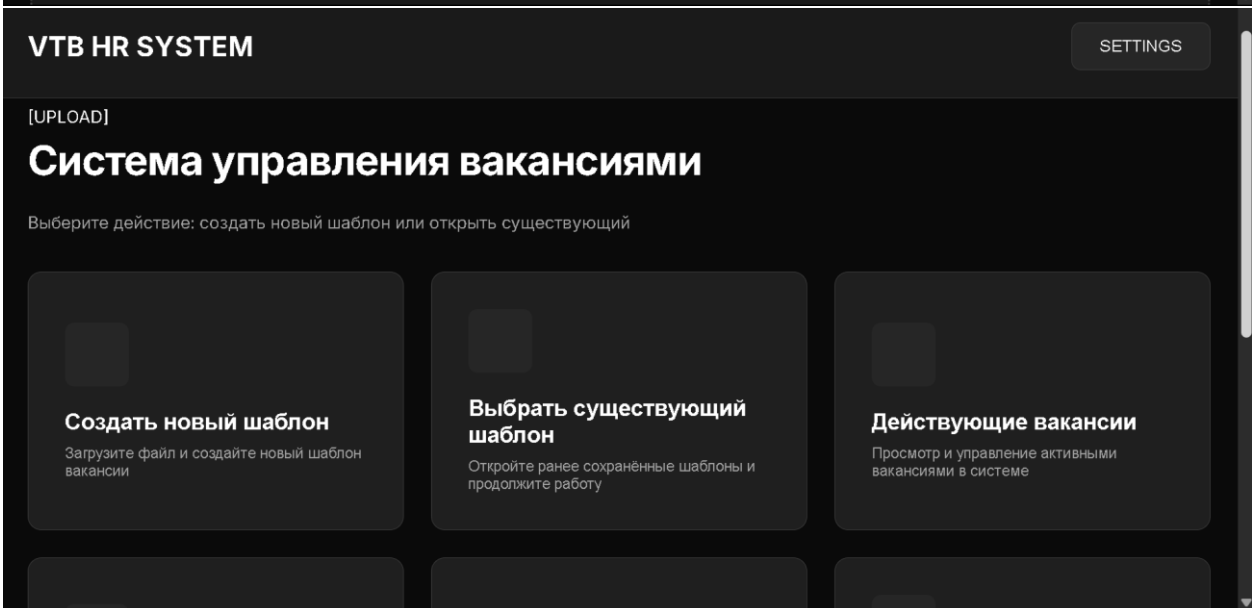 VTB HR SYSTEM
SETTINGS
[UPLOAD]
Система управления вакансиями
Выберите действие: создать новый шаблон или открыть существующий
Создать новый шаблон
Загрузите файл и создайте новый шаблон
вакансии
Выбрать существующий
шаблон
Откройте ранее сохранённые шаблоны и
продолжите работу
Действующие вакансии
Просмотр и управление активными
вакансиями в системе